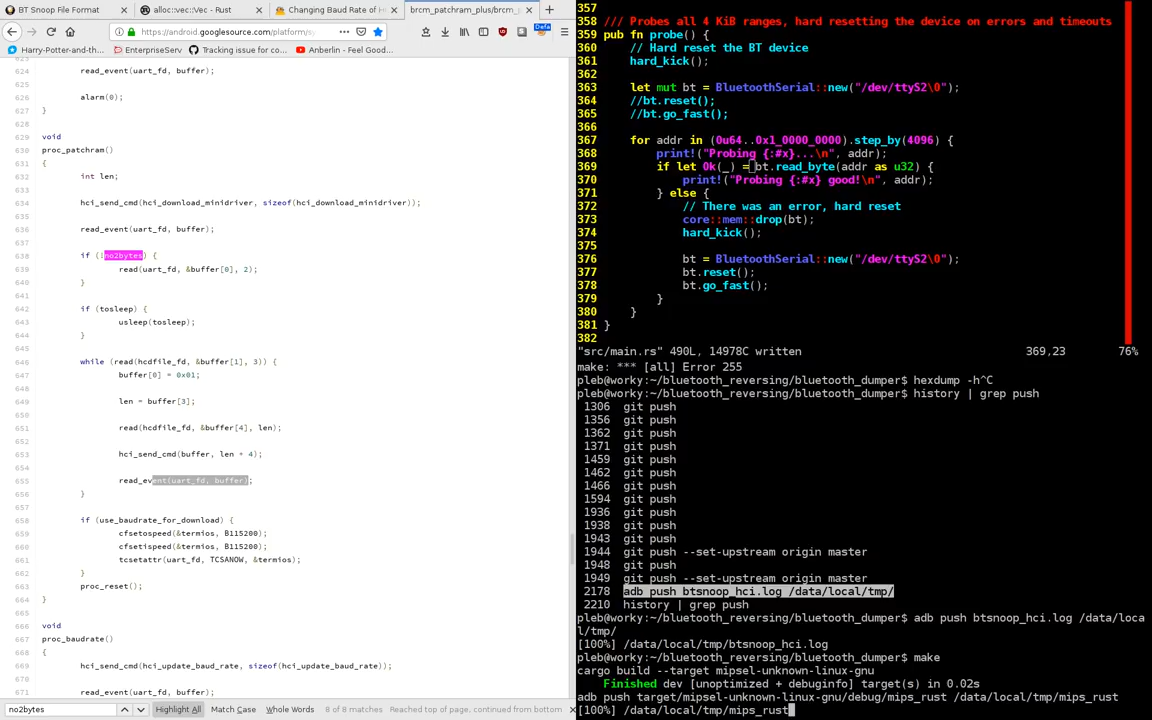 BT Snoop File Format
alloc::vec::Vec - Rust
Changing Baud Rate of H
brcm_patchram_plus/brcm_p
https://android.googlesource.com/platform/s
Harry-Potter-and-th...
EnterpriseServ
Tracking issue for co...
Anberlin - Feel Good...
623
624 read_event(uart_fd, buffer);
625
626 alarm(0);
627 }
628
629 void
630 proc_patchram()
631 {
632 int len;
633
634 hci_send_cmd(hci_download_minidriver, sizeof(hci_download_minidriver));
635
636 read_event(uart_fd, buffer);
637
638 if (!no2bytes) {
639 read(uart_fd, &buffer[0], 2);
640 }
641
642 if (tosleep) {
643 usleep(tosleep);
644 }
645
646 while (read(hcdfile_fd, &buffer[1], 3)) {
647 buffer[0] = 0x01;
648
649 len = buffer[3];
650
651 read(hcdfile_fd, &buffer[4], len);
652
653 hci_send_cmd(buffer, len + 4);
654
655 read_event(uart_fd, buffer);
656 }
657
658 if (use_baudrate_for_download) {
659 cfsetospeed(&termios, B115200);
660 cfsetispeed(&termios, B115200);
661 tcsetattr(uart_fd, TCSANOW, &termios);
662 }
663 proc_reset();
664 }
665
666 void
667 proc_baudrate()
668 {
669 hci_send_cmd(hci_update_baud_rate, sizeof(hci_update_baud_rate));
670
671 read_event(uart_fd, buffer);
no2bytes
Highlight All
Match Case
Whole Words
8 of 8 matches
Reached top of page, continued from bottom
357
358 /// Probes all 4 KiB ranges, hard resetting the device on errors and timeouts
359 pub fn probe() {
360 // Hard reset the BT device
361 hard_kick();
362
363 let mut bt = BluetoothSerial::new("/dev/ttyS2\0");
364 //bt.reset();
365 //bt.go_fast();
366
367 for addr in (0u64..0x1_0000_0000).step_by(4096) {
368 print!("Probing {:#x}...\n", addr);
369 if let Ok(_) = bt.read_byte(addr as u32) {
370 print!("Probing {:#x} good!\n", addr);
371 } else {
372 // There was an error, hard reset
373 core::mem::drop(bt);
374 hard_kick();
375
376 bt = BluetoothSerial::new("/dev/ttyS2\0");
377 bt.reset();
378 bt.go_fast();
379 }
380 }
381 }
382
"src/main.rs" 490L, 14978C written 369,23 76%
make: *** [all] Error 255
pleb@worky:~/bluetooth_reversing/bluetooth_dumper$ hexdump -h^C
pleb@worky:~/bluetooth_reversing/bluetooth_dumper$ history | grep push
1306 git push
1356 git push
1362 git push
1371 git push
1459 git push
1462 git push
1466 git push
1594 git push
1936 git push
1938 git push
1943 git push
1944 git push --set-upstream origin master
1948 git push
1949 git push --set-upstream origin master
2178 adb push btsnoop_hci.log /data/local/tmp/
2210 history | grep push
pleb@worky:~/bluetooth_reversing/bluetooth_dumper$ adb push btsnoop_hci.log /data/loca
l/tmp/
[100%] /data/local/tmp/btsnoop_hci.log
pleb@worky:~/bluetooth_reversing/bluetooth_dumper$ make
cargo build --target mipsel-unknown-linux-gnu
Finished dev [unoptimized + debuginfo] target(s) in 0.02s
adb push target/mipsel-unknown-linux-gnu/debug/mips_rust /data/local/tmp/mips_rust
[100%] /data/local/tmp/mips_rust